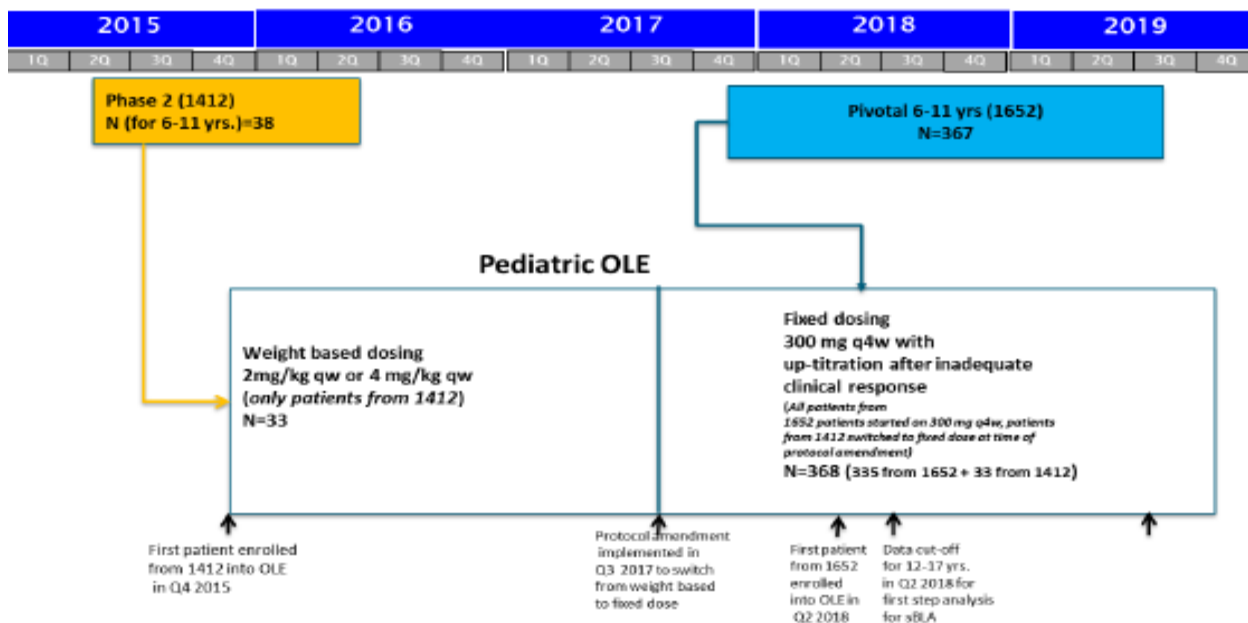 2015 2016 2017 2018 2019
1Q 2Q 3Q 4Q 1Q 2Q 3Q 4Q 1Q 2Q 3Q 4Q 1Q 2Q 3Q 4Q 1Q 2Q 3Q 4Q
Phase 2 (1412)
N (for 6-11 yrs.)=38
Pivotal 6-11 yrs (1652)
N=367
Pediatric OLE
Weight based dosing
2mg/kg qw or 4 mg/kg qw
(only patients from 1412)
N=33
Fixed dosing
300 mg q4w with
up-titration after inadequate
clinical response
(All patients from
1652 patients started on 300 mg q4w, patients
from 1412 switched to fixed dose at time of
protocol amendment)
N=368 (335 from 1652 + 33 from 1412)
First patient enrolled
from 1412 into OLE
in Q4 2015
Protocol amendment
implemented in
Q3 2017 to switch
from weight based
to fixed dose
First patient
from 1652
enrolled
into OLE in
Q2 2018
Data cut-off
for 12-17 yrs.
in Q2 2018 for
first step analysis
for sBLA